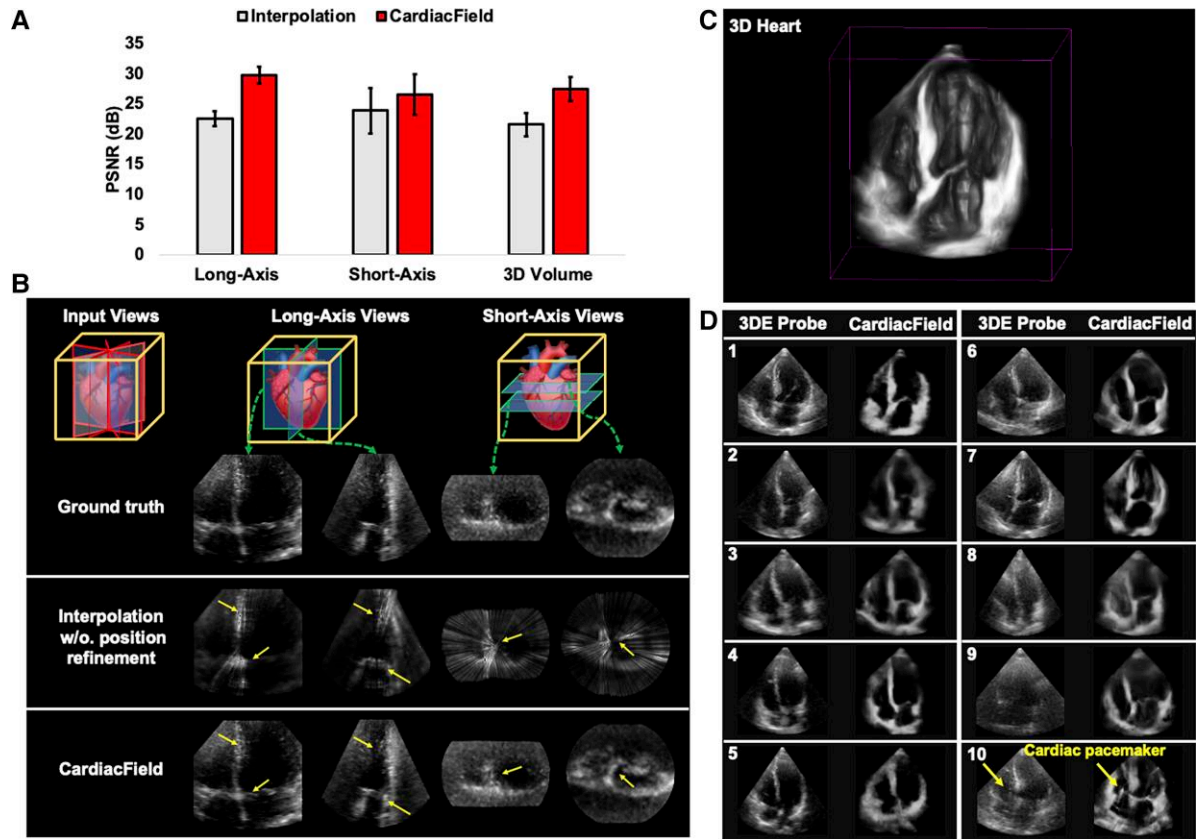 A
Interpolation CardiacField
PSNR (dB)
35
30
25
20
15
10
5
0
Long-Axis Short-Axis 3D Volume
B
Input Views Long-Axis Views Short-Axis Views
Ground truth
Interpolation
w/o. position
refinement
CardiacField
C
3D Heart
D
3DE Probe CardiacField 3DE Probe CardiacField
1 6
2 7
3 8
4 9
5 10 Cardiac pacemaker